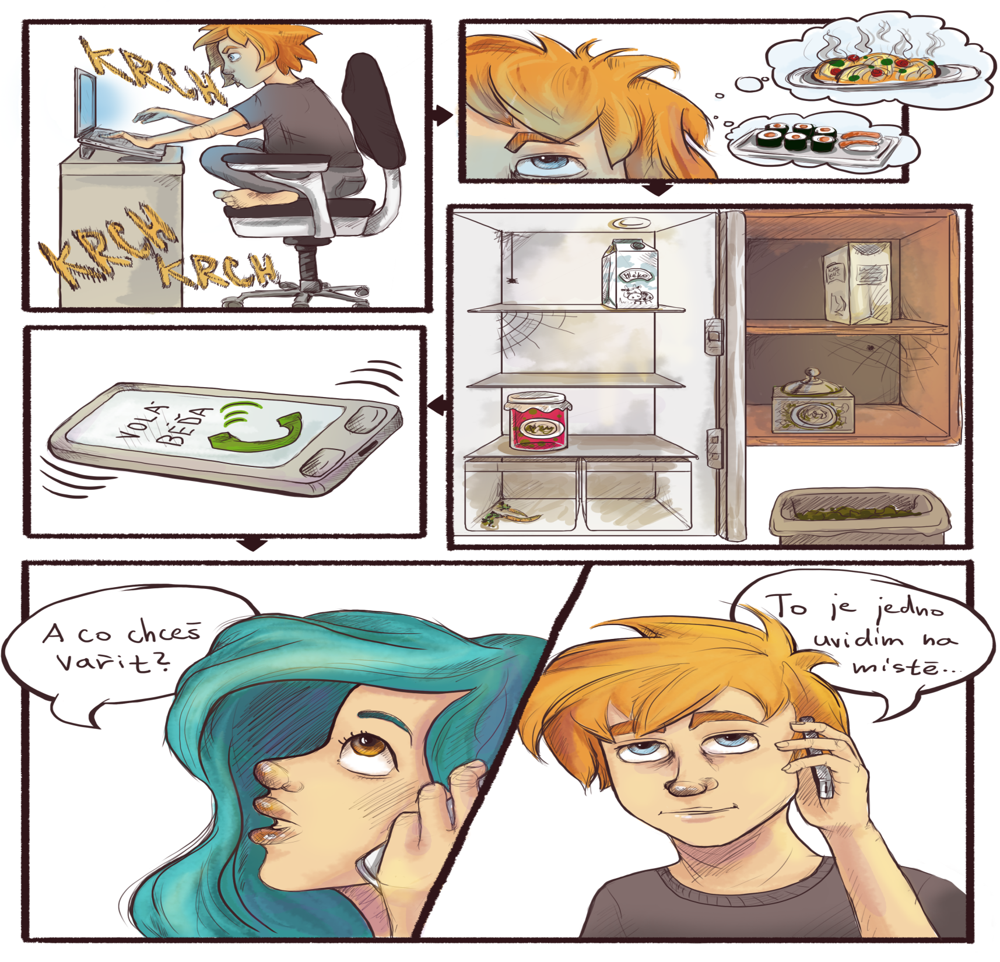 KRCH
KRCH
KRCH
Mléko
VOLÁ
BĚĎA
A co chceš
vařit?
To je jedno
uvidím na
místě...